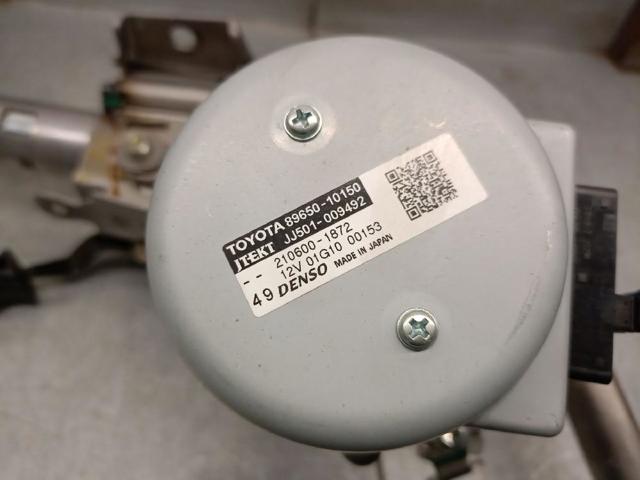 TOYOTA 89650-10150
JTEKT JJ501-009492
-- 210600-1872
12V 01G10 00153
49 DENSO MADE IN JAPAN